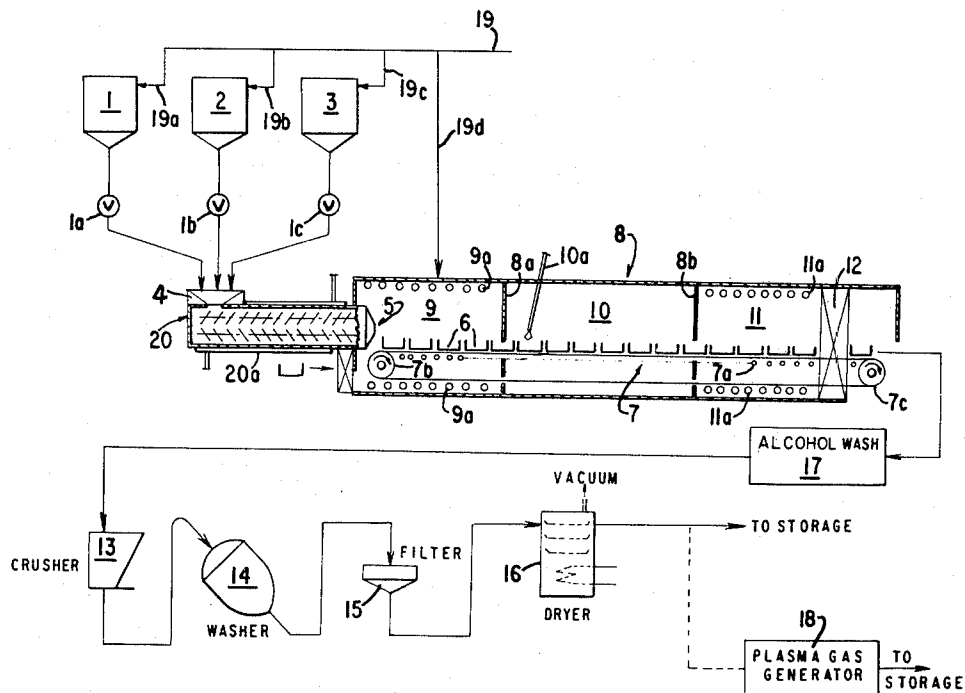 19
1
2
3
19a
19b
19c
19d
1a
1b
1c
V
V
V
4
5
20
20a
6
9a
8a
10a
8
8b
11a
12
9
10
11
7b
7a
7
7c
9a
11a
ALCOHOL WASH
17
VACUUM
TO STORAGE
CRUSHER
13
14
WASHER
FILTER
15
16
DRYER
18
PLASMA GAS
GENERATOR
TO
STORAGE